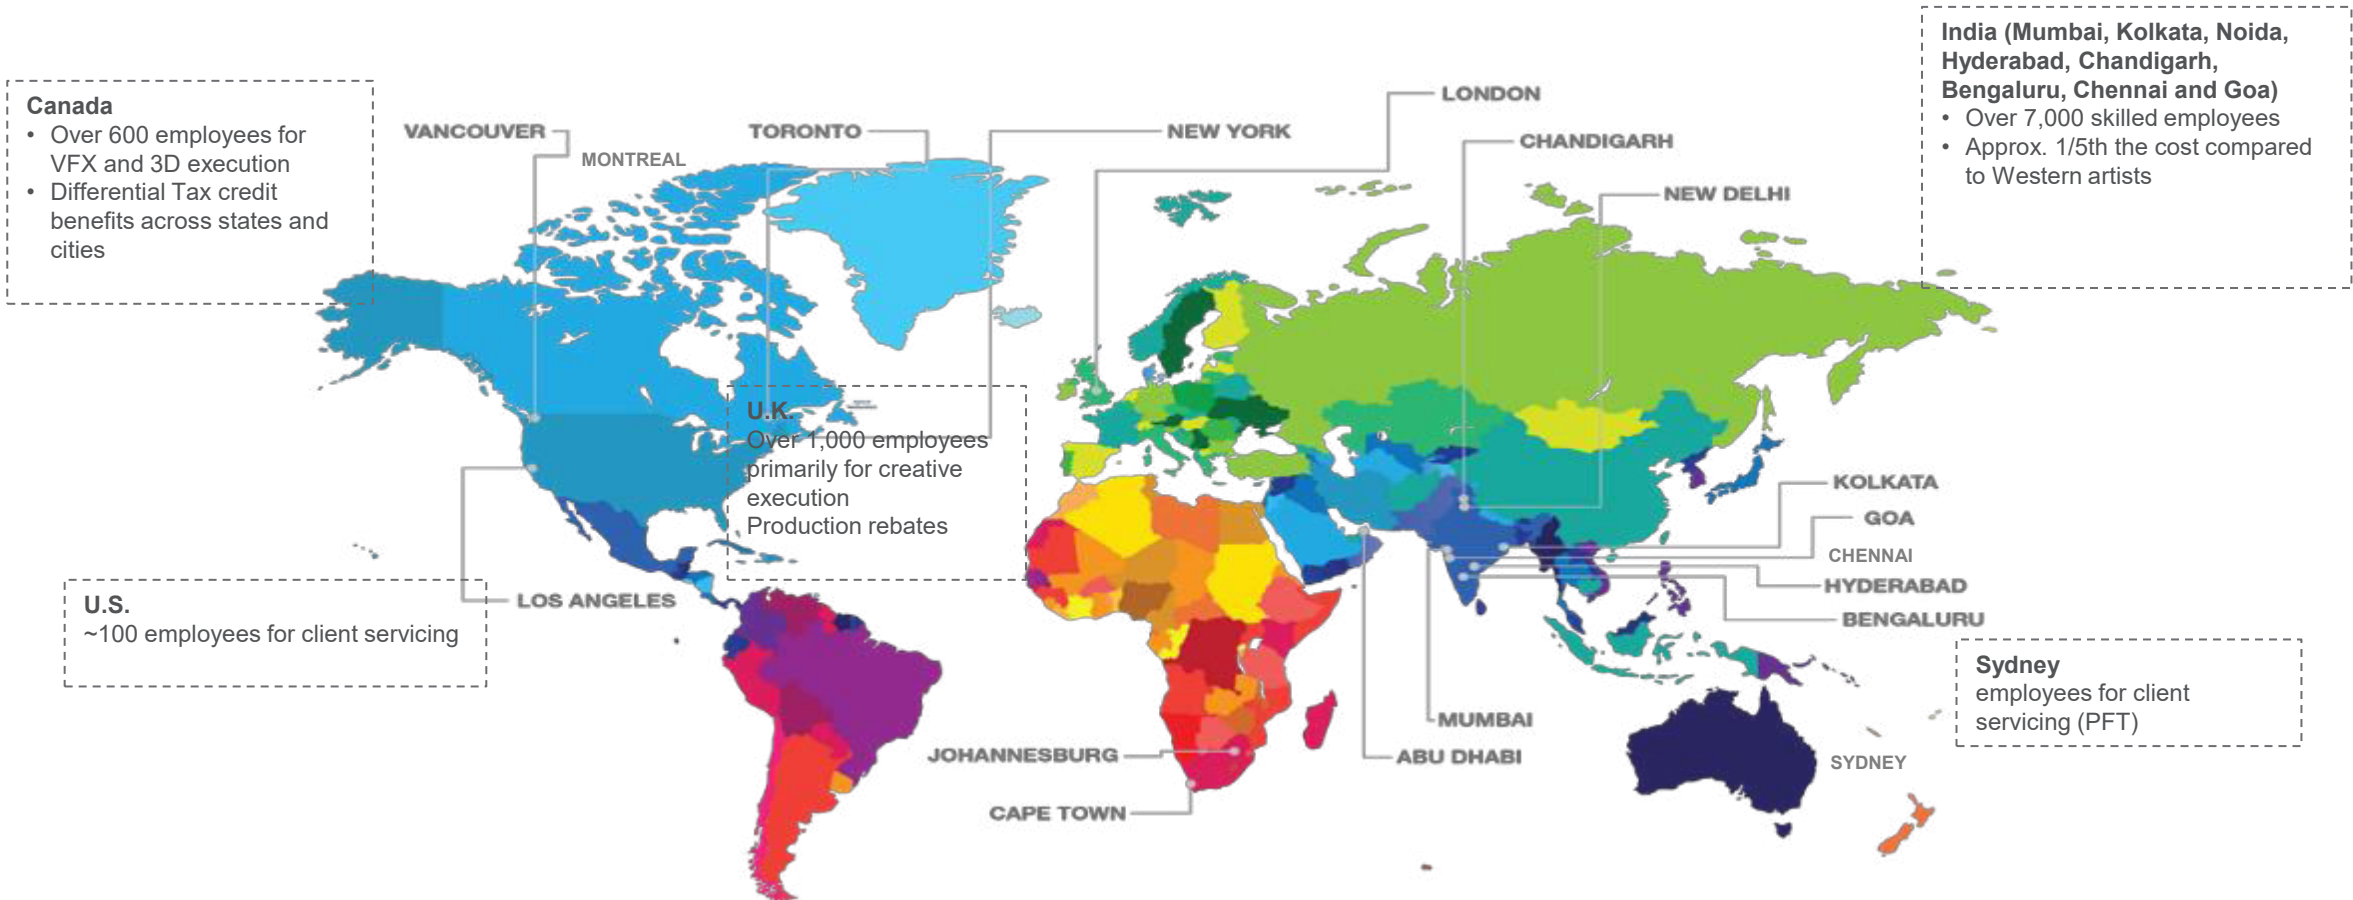 India (Mumbai, Kolkata, Noida,
Hyderabad, Chandigarh,
Bengaluru, Chennai and Goa)
• Over 7,000 skilled employees
• Approx. 1/5th the cost compared
to Western artists
Canada
• Over 600 employees for
VFX and 3D execution
• Differential Tax credit
benefits across states and
cities
VANCOUVER
MONTREAL
TORONTO
NEW YORK
LONDON
CHANDIGARH
NEW DELHI
U.K.
Over 1,000 employees
primarily for creative
execution
Production rebates
KOLKATA
GOA
CHENNAI
HYDERABAD
BENGALURU
U.S.
~100 employees for client servicing
LOS ANGELES
Sydney
employees for client
servicing (PFT)
MUMBAI
ABU DHABI
JOHANNESBURG
CAPE TOWN
SYDNEY